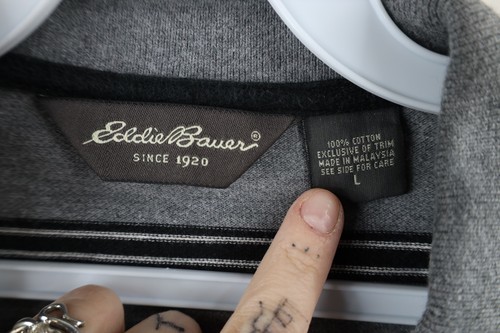 Eddie Bauer®
SINCE 1920
100% COTTON
EXCLUSIVE OF TRIM
MADE IN MALAYSIA
SEE SIDE FOR CARE
L